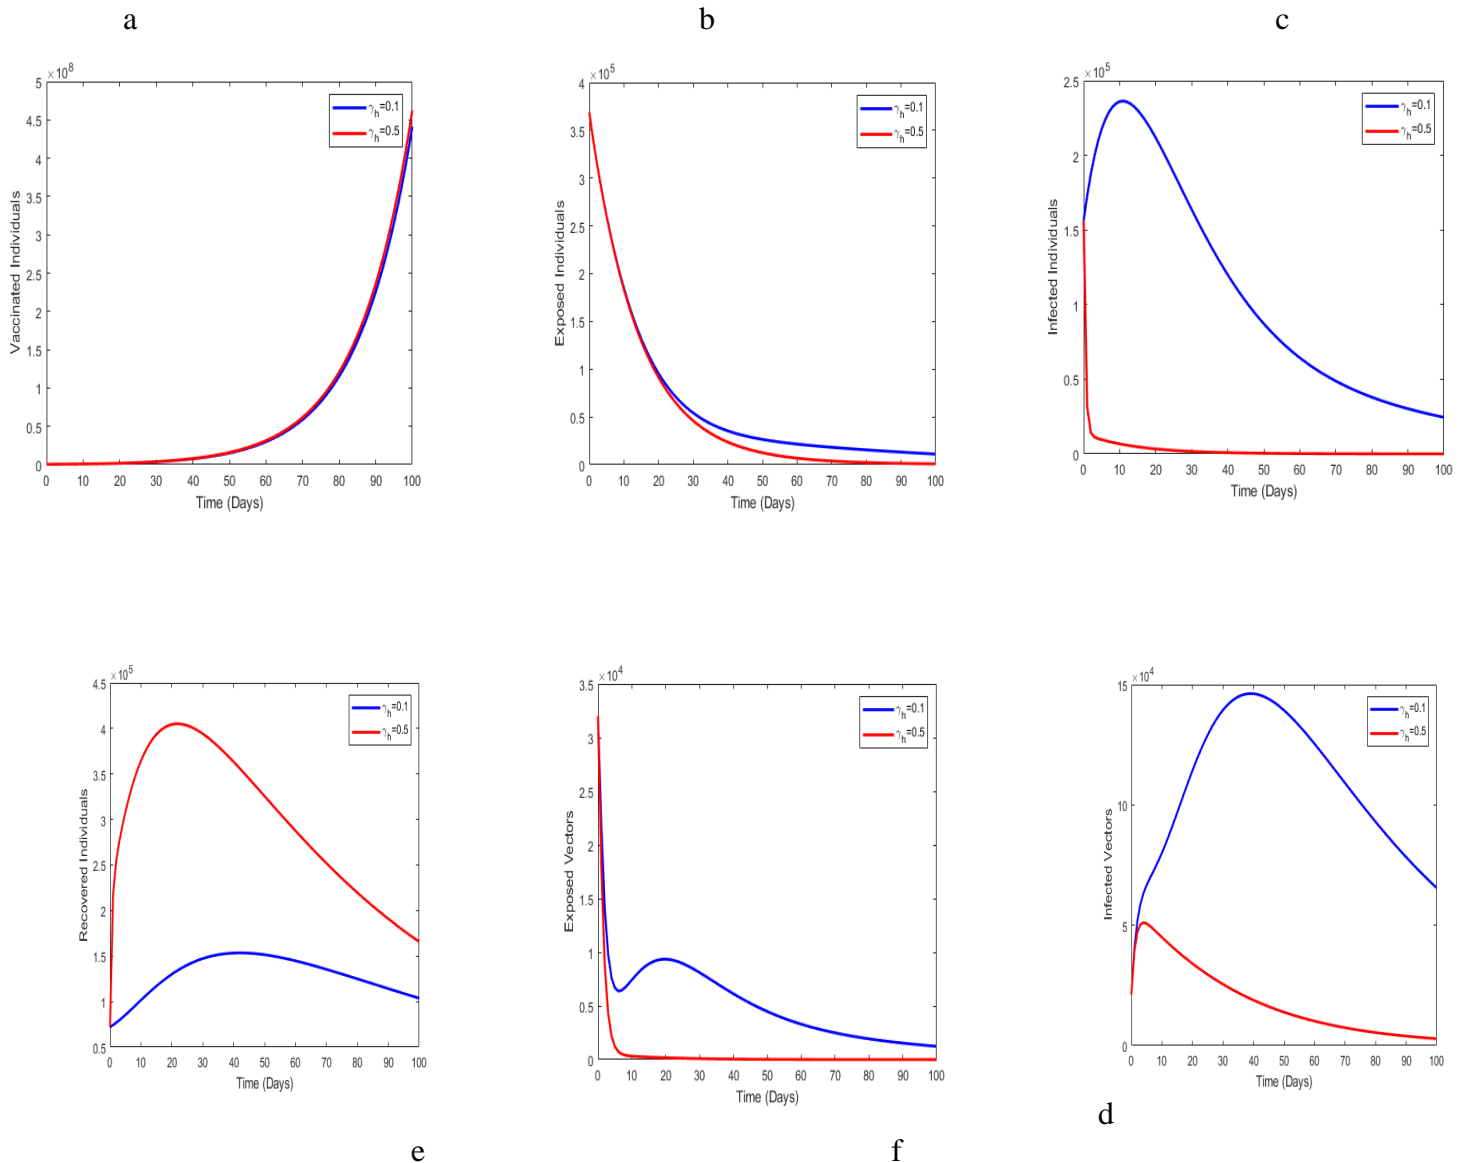 a
b
c
×10^8
5
4.5
4
3.5
3
2.5
2
1.5
1
0.5
0
Vaccinated Individuals
γh=0.1
γh=0.5
0 10 20 30 40 50 60 70 80 90 100
Time (Days)
×10^5
4
3.5
3
2.5
2
1.5
1
0.5
0
Exposed Individuals
γh=0.1
γh=0.5
0 10 20 30 40 50 60 70 80 90 100
Time (Days)
×10^5
2.5
2
1.5
1
0.5
0
Infected Individuals
γh=0.1
γh=0.5
0 10 20 30 40 50 60 70 80 90 100
Time (Days)
×10^5
4.5
4
3.5
3
2.5
2
1.5
1
0.5
Recovered Individuals
γh=0.1
γh=0.5
0 10 20 30 40 50 60 70 80 90 100
Time (Days)
×10^4
3.5
3
2.5
2
1.5
1
0.5
0
Exposed Vectors
γh=0.1
γh=0.5
0 10 20 30 40 50 60 70 80 90 100
Time (Days)
×10^4
15
10
5
0
Infected Vectors
γh=0.1
γh=0.5
0 10 20 30 40 50 60 70 80 90 100
Time (Days)
d
e
f